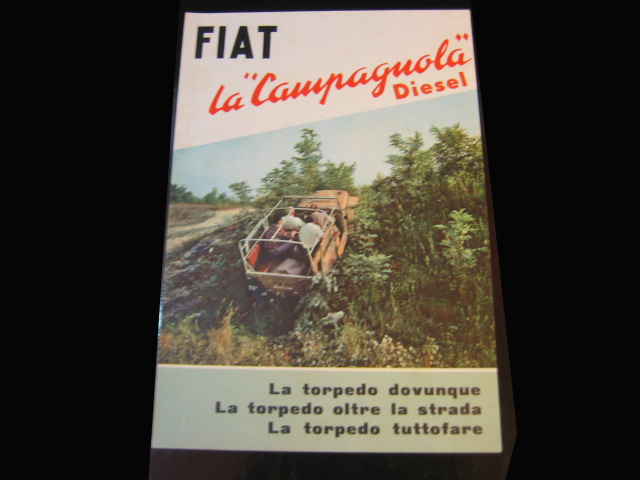 FIAT
La "Campagnola"
Diesel
La torpedo dovunque
La torpedo oltre la strada
La torpedo tuttofare